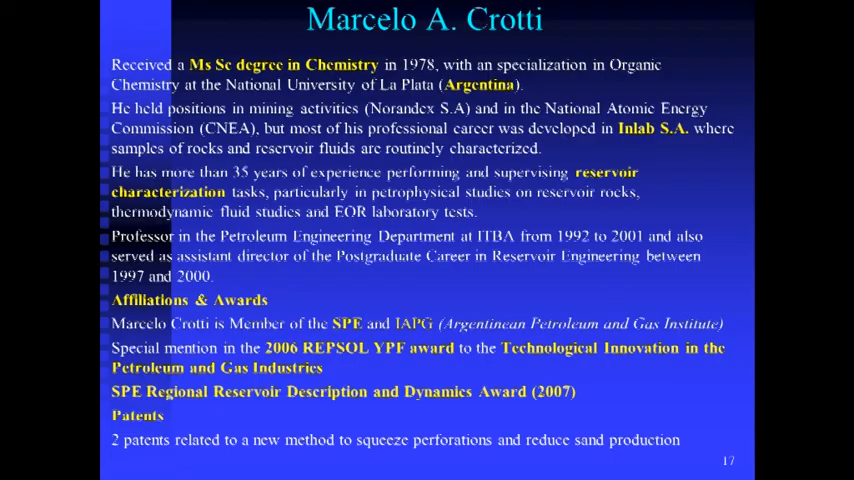 Marcelo A. Crotti
Received a Ms Sc degree in Chemistry in 1978, with an specialization in Organic
Chemistry at the National University of La Plata (Argentina).
He held positions in mining activities (Norandex S.A) and in the National Atomic Energy
Commission (CNEA), but most of his professional career was developed in Inlab S.A. where
samples of rocks and reservoir fluids are routinely characterized.
He has more than 35 years of experience performing and supervising reservoir
characterization tasks, particularly in petrophysical studies on reservoir rocks,
thermodynamic fluid studies and EOR laboratory tests.
Professor in the Petroleum Engineering Department at ITBA from 1992 to 2001 and also
served as assistant director of the Postgraduate Career in Reservoir Engineering between
1997 and 2000.
Affiliations & Awards
Marcelo Crotti is Member of the SPE and IAPG (Argentinean Petroleum and Gas Institute)
Special mention in the 2006 REPSOL YPF award to the Technological Innovation in the
Petroleum and Gas Industries
SPE Regional Reservoir Description and Dynamics Award (2007)
Patents
2 patents related to a new method to squeeze perforations and reduce sand production
17